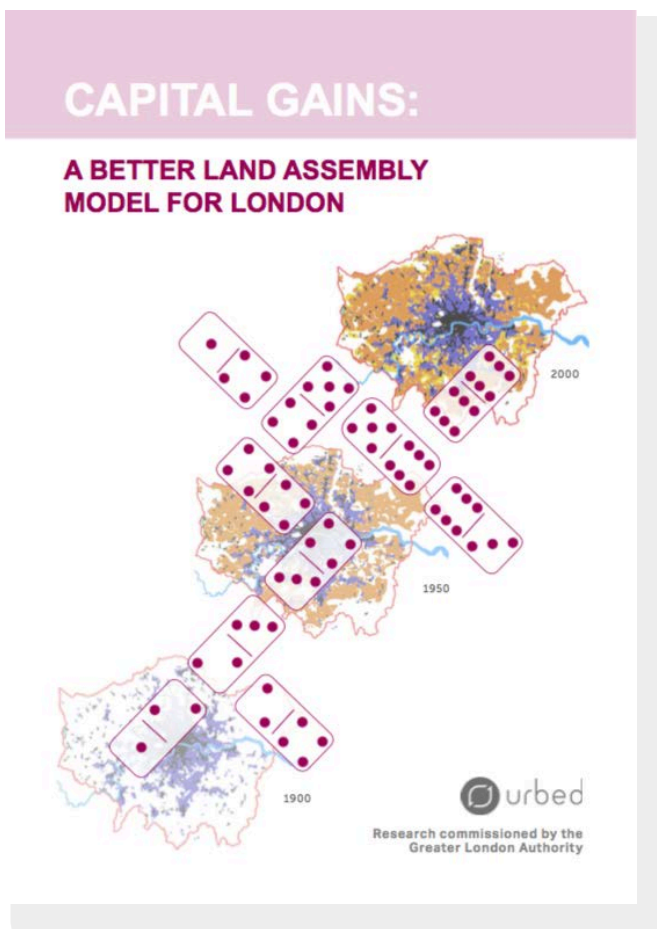 CAPITAL GAINS:
A BETTER LAND ASSEMBLY
MODEL FOR LONDON
2000
1950
1900
urbed
Research commissioned by the
Greater London Authority